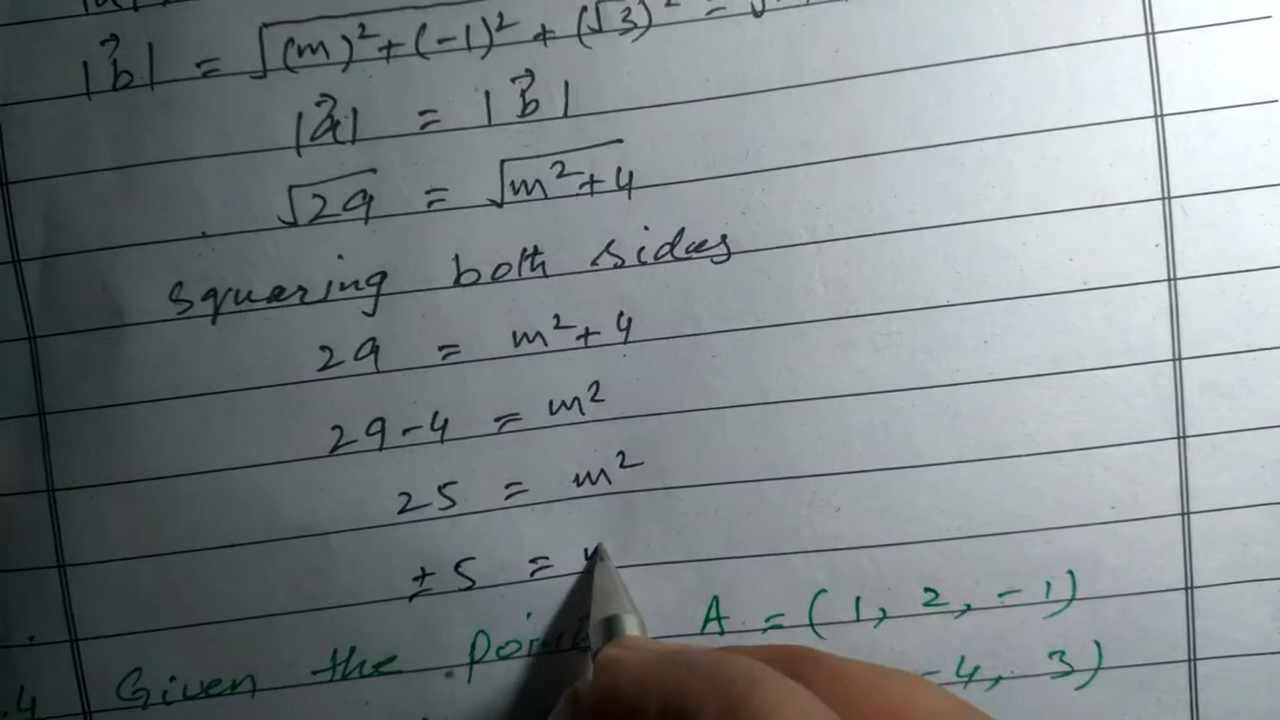 |b⃗| = √(m)²+(-1)² + (√3)² = √
|a⃗| = |b⃗|
√29 = √m²+4
Squaring both sides
29 = m²+4
29-4 = m²
25 = m²
±5 =
.4 Given the A = (1, 2, -1)
-4, 3)